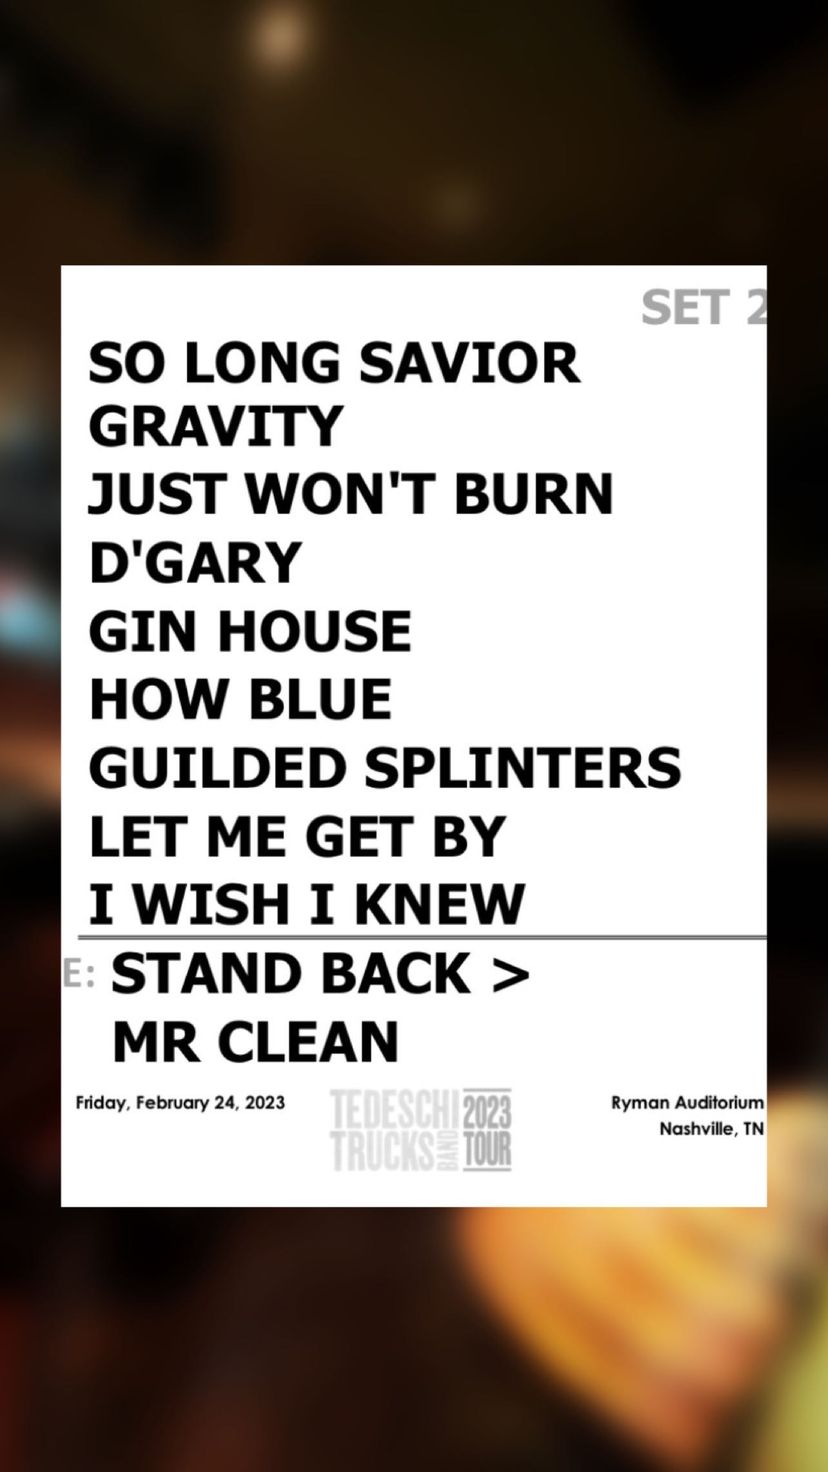 SET 2
SO LONG SAVIOR
GRAVITY
JUST WON'T BURN
D'GARY
GIN HOUSE
HOW BLUE
GUILDED SPLINTERS
LET ME GET BY
I WISH I KNEW
E: STAND BACK >
MR CLEAN
Friday, February 24, 2023
TEDESCHI
TRUCKS
BAND
2023
TOUR
Ryman Auditorium
Nashville, TN